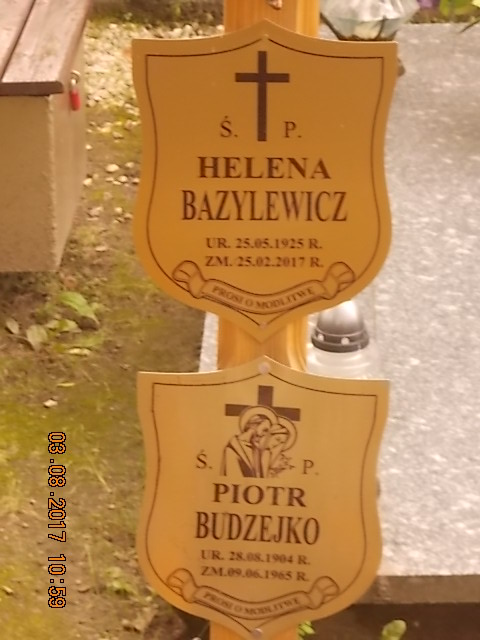 Ś. P.
HELENA
BAZYLEWICZ
UR. 25.05.1925 R.
ZM. 25.02.2017 R.
PROSI O MODLITWĘ
Ś. P.
PIOTR
BUDZEJKO
UR. 28.08.1904 R.
ZM.09.06.1965 R.
PROSI O MODLITWĘ
03.08.2017 10:59